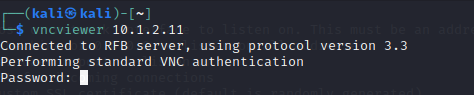 ┌──(kali㉿kali)-[~]
└─$ vncviewer 10.1.2.11
Connected to RFB server, using protocol version 3.3
Performing standard VNC authentication
Password: